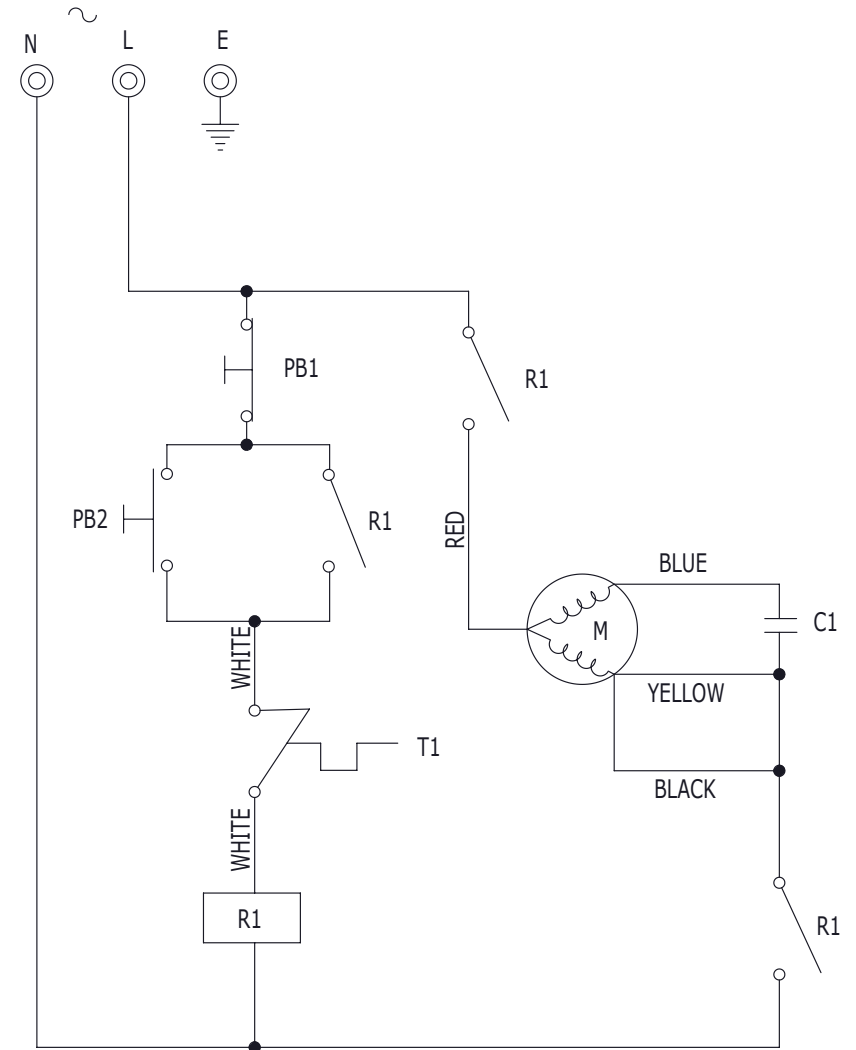 N L E
PB1
R1
PB2
R1
RED
BLUE
M
C1
WHITE
YELLOW
T1
BLACK
WHITE
R1
R1